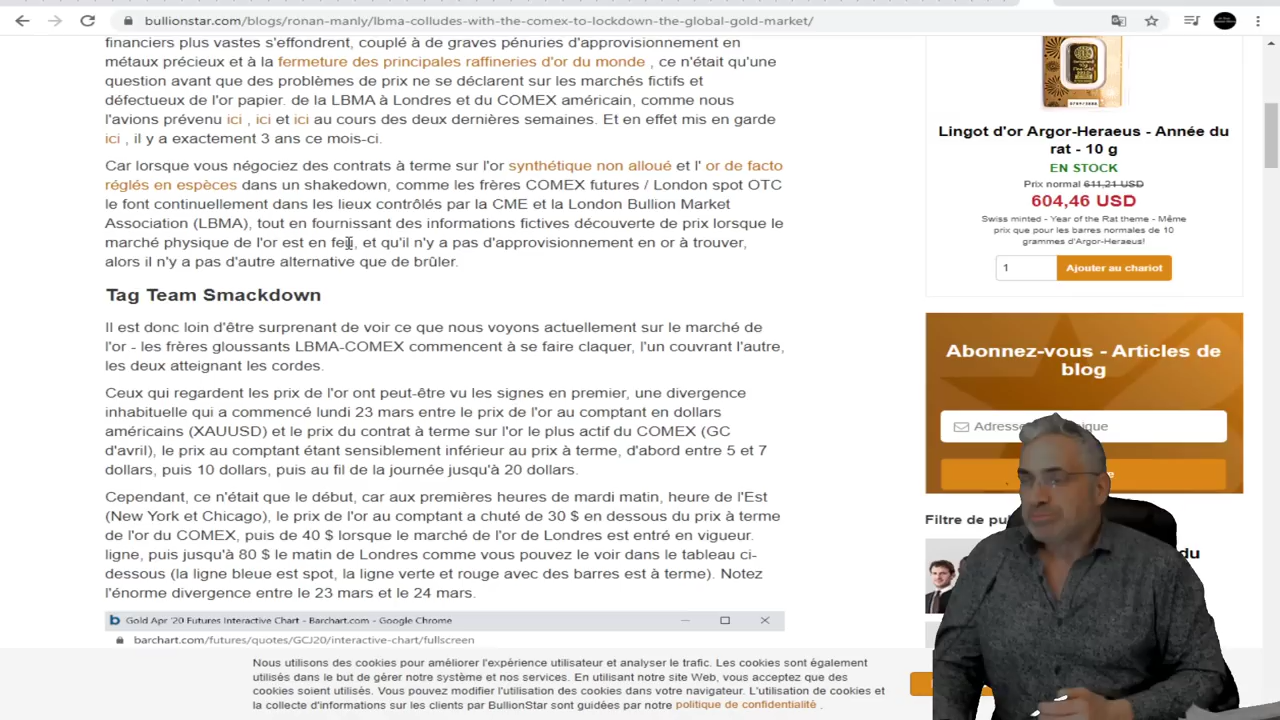 bullionstar.com/blogs/ronan-manly/lbma-colludes-with-the-comex-to-lockdown-the-global-gold-market/
financiers plus vastes s'effondrent, couplé à de graves pénuries d'approvisionnement en
métaux précieux et à la fermeture des principales raffineries d'or du monde , ce n'était qu'une
question avant que des problèmes de prix ne se déclarent sur les marchés fictifs et
défectueux de l'or papier. de la LBMA à Londres et du COMEX américain, comme nous
l'avions prévenu ici , ici et ici au cours des deux dernières semaines. Et en effet mis en garde
ici , il y a exactement 3 ans ce mois-ci.
Car lorsque vous négociez des contrats à terme sur l'or synthétique non alloué et l' or de facto
réglés en espèces dans un shakedown, comme les frères COMEX futures / London spot OTC
le font continuellement dans les lieux contrôlés par la CME et la London Bullion Market
Association (LBMA), tout en fournissant des informations fictives découverte de prix lorsque le
marché physique de l'or est en feu, et qu'il n'y a pas d'approvisionnement en or à trouver,
alors il n'y a pas d'autre alternative que de brûler.
Tag Team Smackdown
Il est donc loin d'être surprenant de voir ce que nous voyons actuellement sur le marché de
l'or - les frères gloussants LBMA-COMEX commencent à se faire claquer, l'un couvrant l'autre,
les deux atteignant les cordes.
Ceux qui regardent les prix de l'or ont peut-être vu les signes en premier, une divergence
inhabituelle qui a commencé lundi 23 mars entre le prix de l'or au comptant en dollars
américains (XAUUSD) et le prix du contrat à terme sur l'or le plus actif du COMEX (GC
d'avril), le prix au comptant étant sensiblement inférieur au prix à terme, d'abord entre 5 et 7
dollars, puis 10 dollars, puis au fil de la journée jusqu'à 20 dollars.
Cependant, ce n'était que le début, car aux premières heures de mardi matin, heure de l'Est
(New York et Chicago), le prix de l'or au comptant a chuté de 30 $ en dessous du prix à terme
de l'or du COMEX, puis de 40 $ lorsque le marché de l'or de Londres est entré en vigueur.
ligne, puis jusqu'à 80 $ le matin de Londres comme vous pouvez le voir dans le tableau ci-
dessous (la ligne bleue est spot, la ligne verte et rouge avec des barres est à terme). Notez
l'énorme divergence entre le 23 mars et le 24 mars.
Gold Apr '20 Futures Interactive Chart - Barchart.com - Google Chrome
barchart.com/futures/quotes/GCJ20/interactive-chart/fullscreen
Lingot d'or Argor-Heraeus - Année du
rat - 10 g
EN STOCK
Prix normal 611,21 USD
604,46 USD
Swiss minted - Year of the Rat theme - Même
prix que pour les barres normales de 10
grammes d'Argor-Heraeus!
1
Ajouter au chariot
Abonnez-vous - Articles de
blog
Filtre de
Nous utilisons des cookies pour améliorer l'expérience utilisateur et analyser le trafic. Les cookies sont également
utilisés dans le but de gérer notre système et nos services. En utilisant notre site Web, vous acceptez que des
cookies soient utilisés. Vous pouvez modifier l'utilisation des cookies dans votre navigateur. L'utilisation de cookies et
la collecte d'informations sur les clients par BullionStar sont guidées par notre politique de confidentialité .